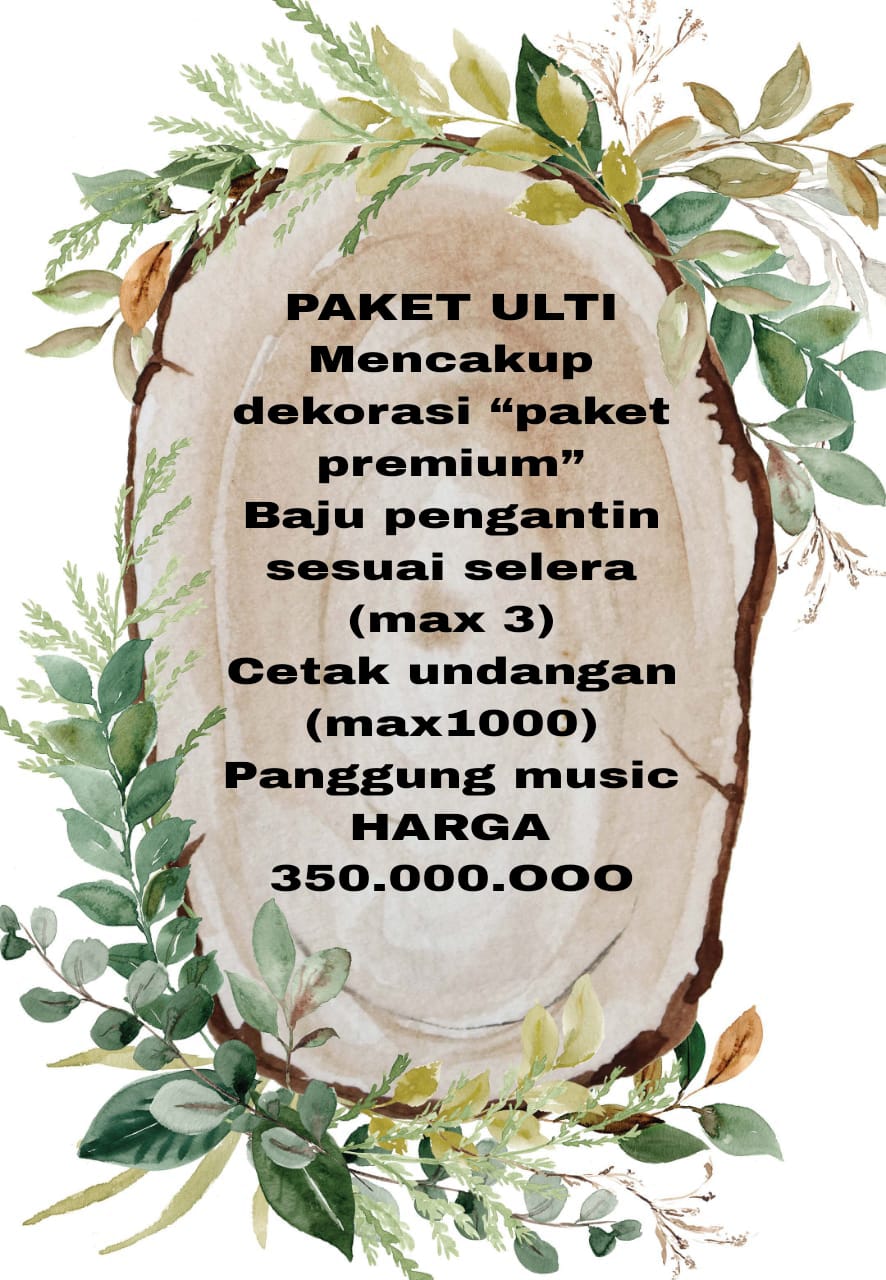 PAKET ULTI
Mencakup
dekorasi “paket
premium”
Baju pengantin
sesuai selera
(max 3)
Cetak undangan
(max1000)
Panggung music
HARGA
350.000.OOO